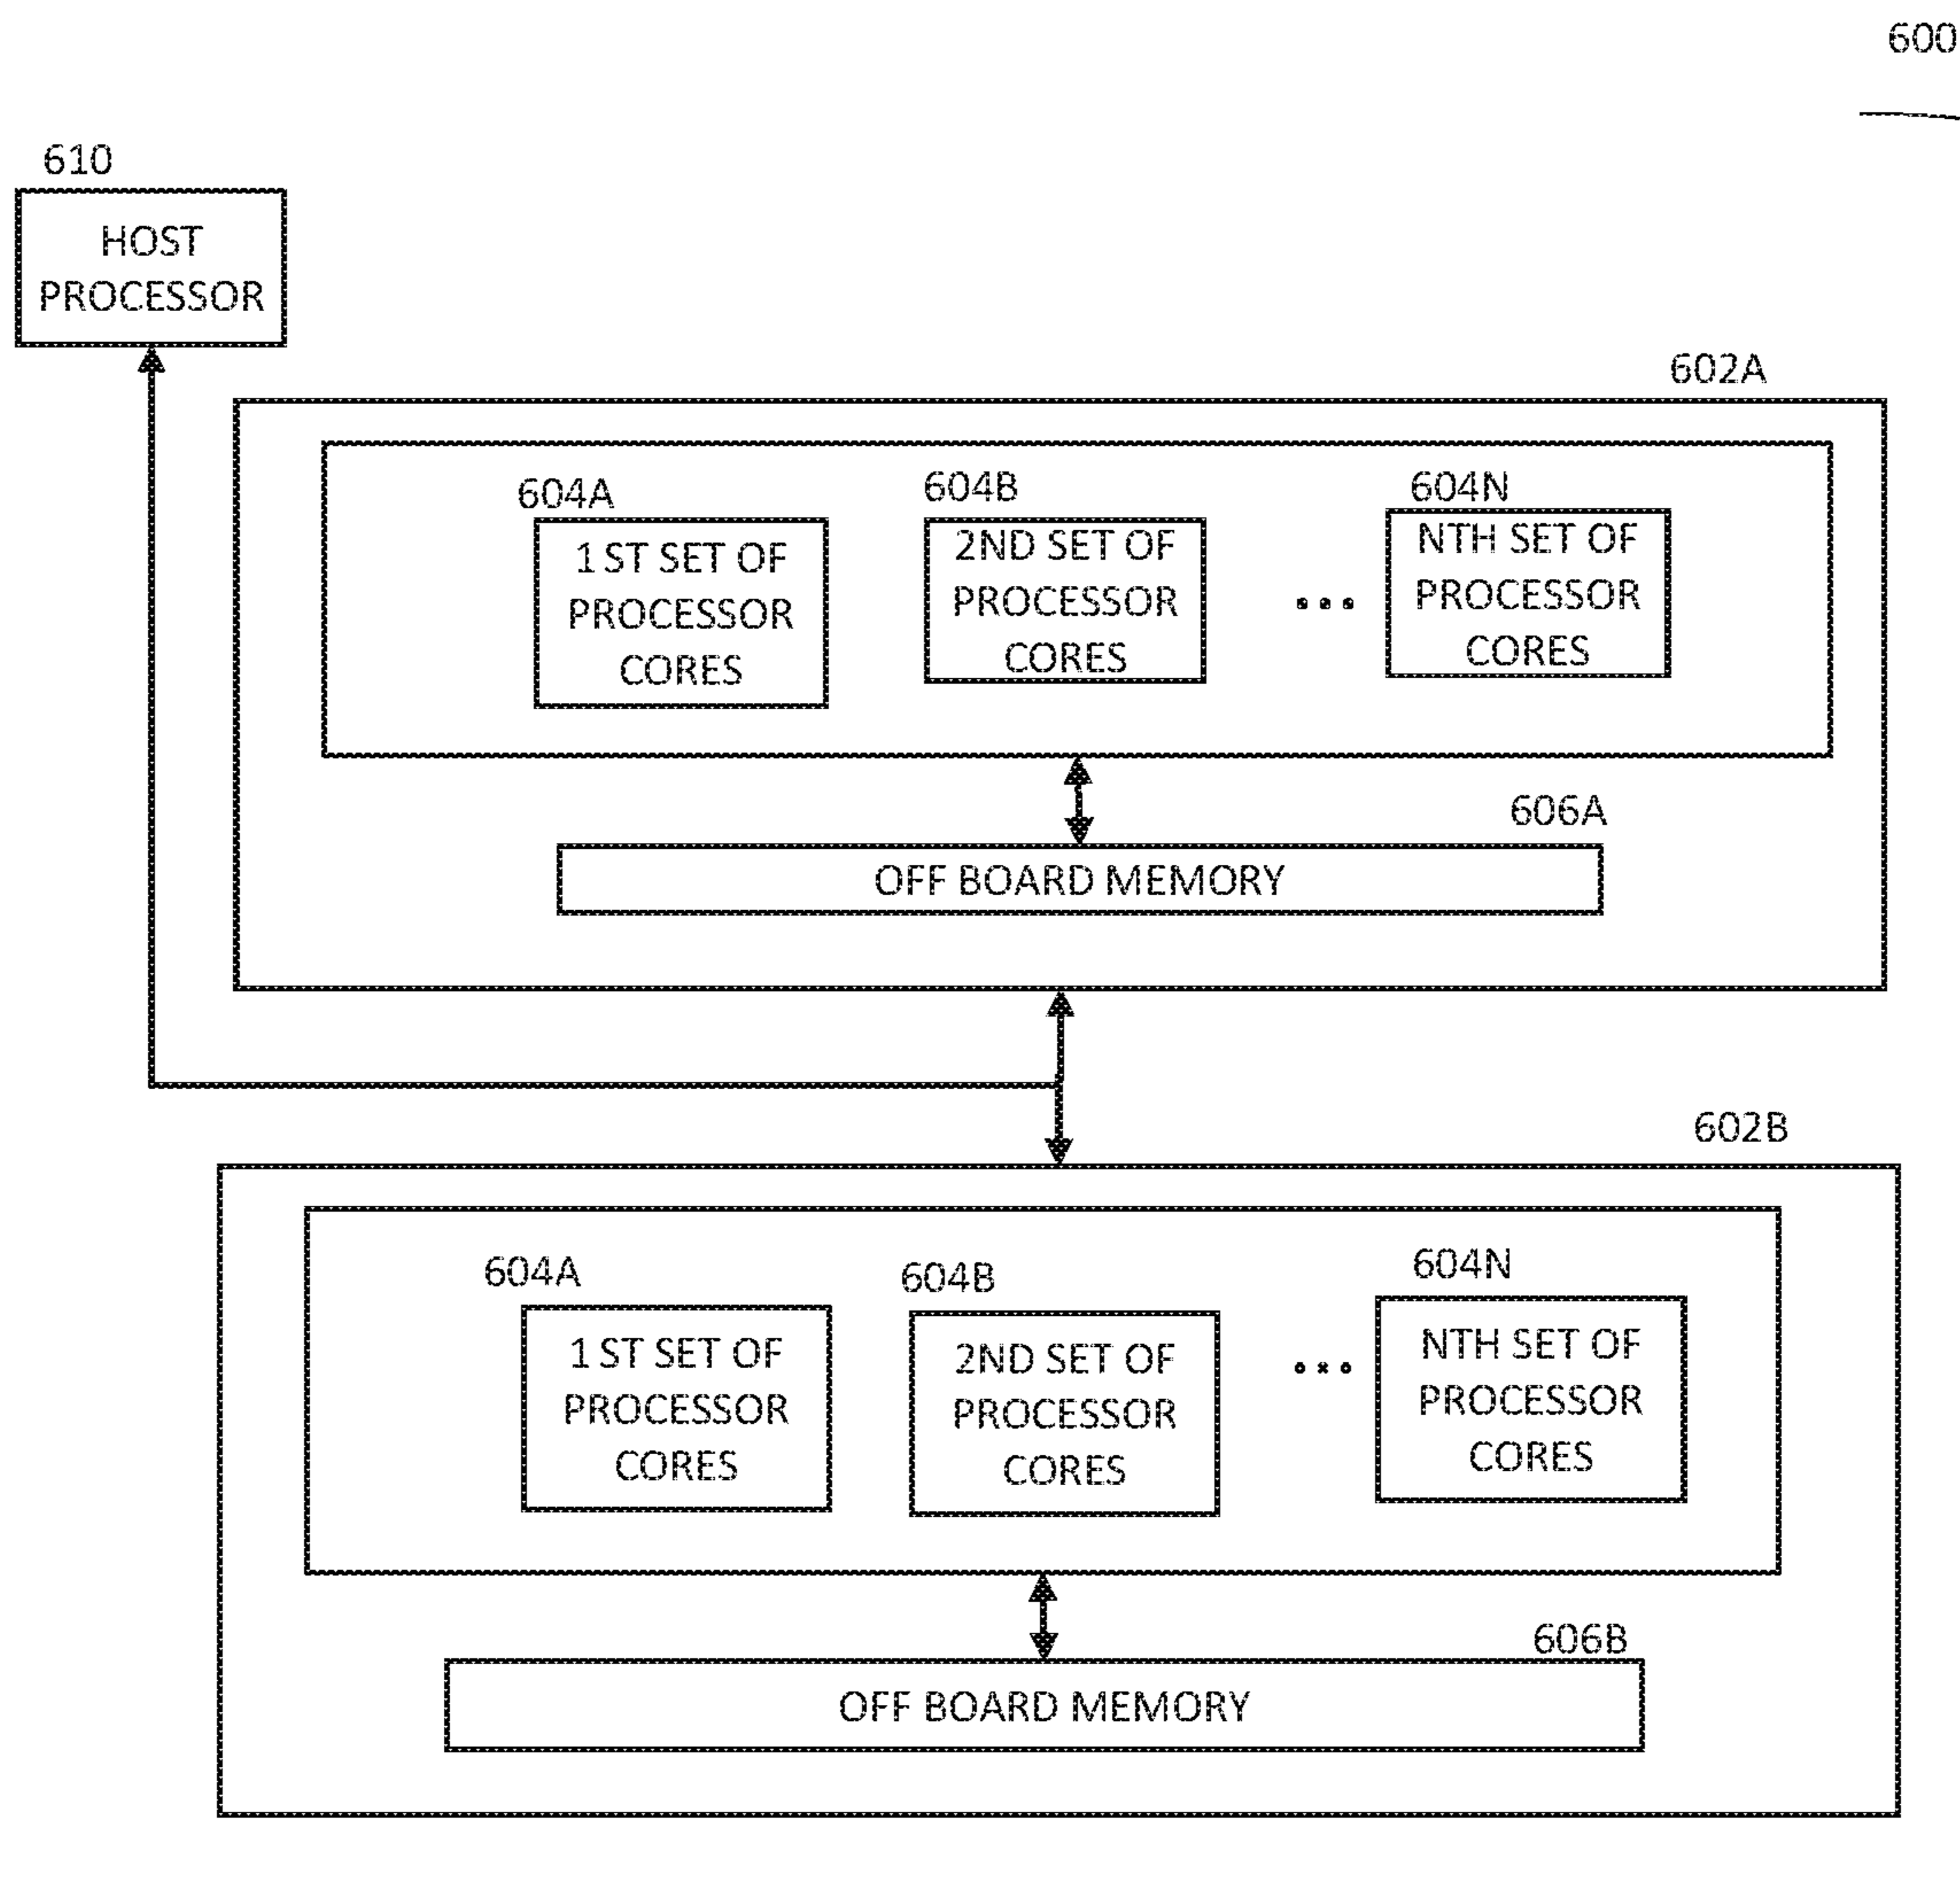 600
610
HOST
PROCESSOR
602A
604A
1 ST SET OF
PROCESSOR
CORES
604B
2ND SET OF
PROCESSOR
CORES
...
604N
NTH SET OF
PROCESSOR
CORES
606A
OFF BOARD MEMORY
602B
604A
1 ST SET OF
PROCESSOR
CORES
604B
2ND SET OF
PROCESSOR
CORES
...
604N
NTH SET OF
PROCESSOR
CORES
606B
OFF BOARD MEMORY